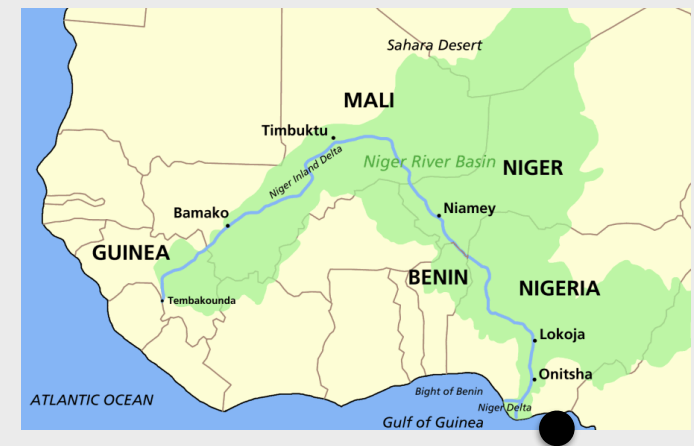 Sahara Desert
MALI
Timbuktu
Niger Inland Delta
Niger River Basin
NIGER
Bamako
Niamey
GUINEA
BENIN
NIGERIA
Tembakounda
Lokoja
Onitsha
Bight of Benin
ATLANTIC OCEAN
Niger Delta
Gulf of Guinea